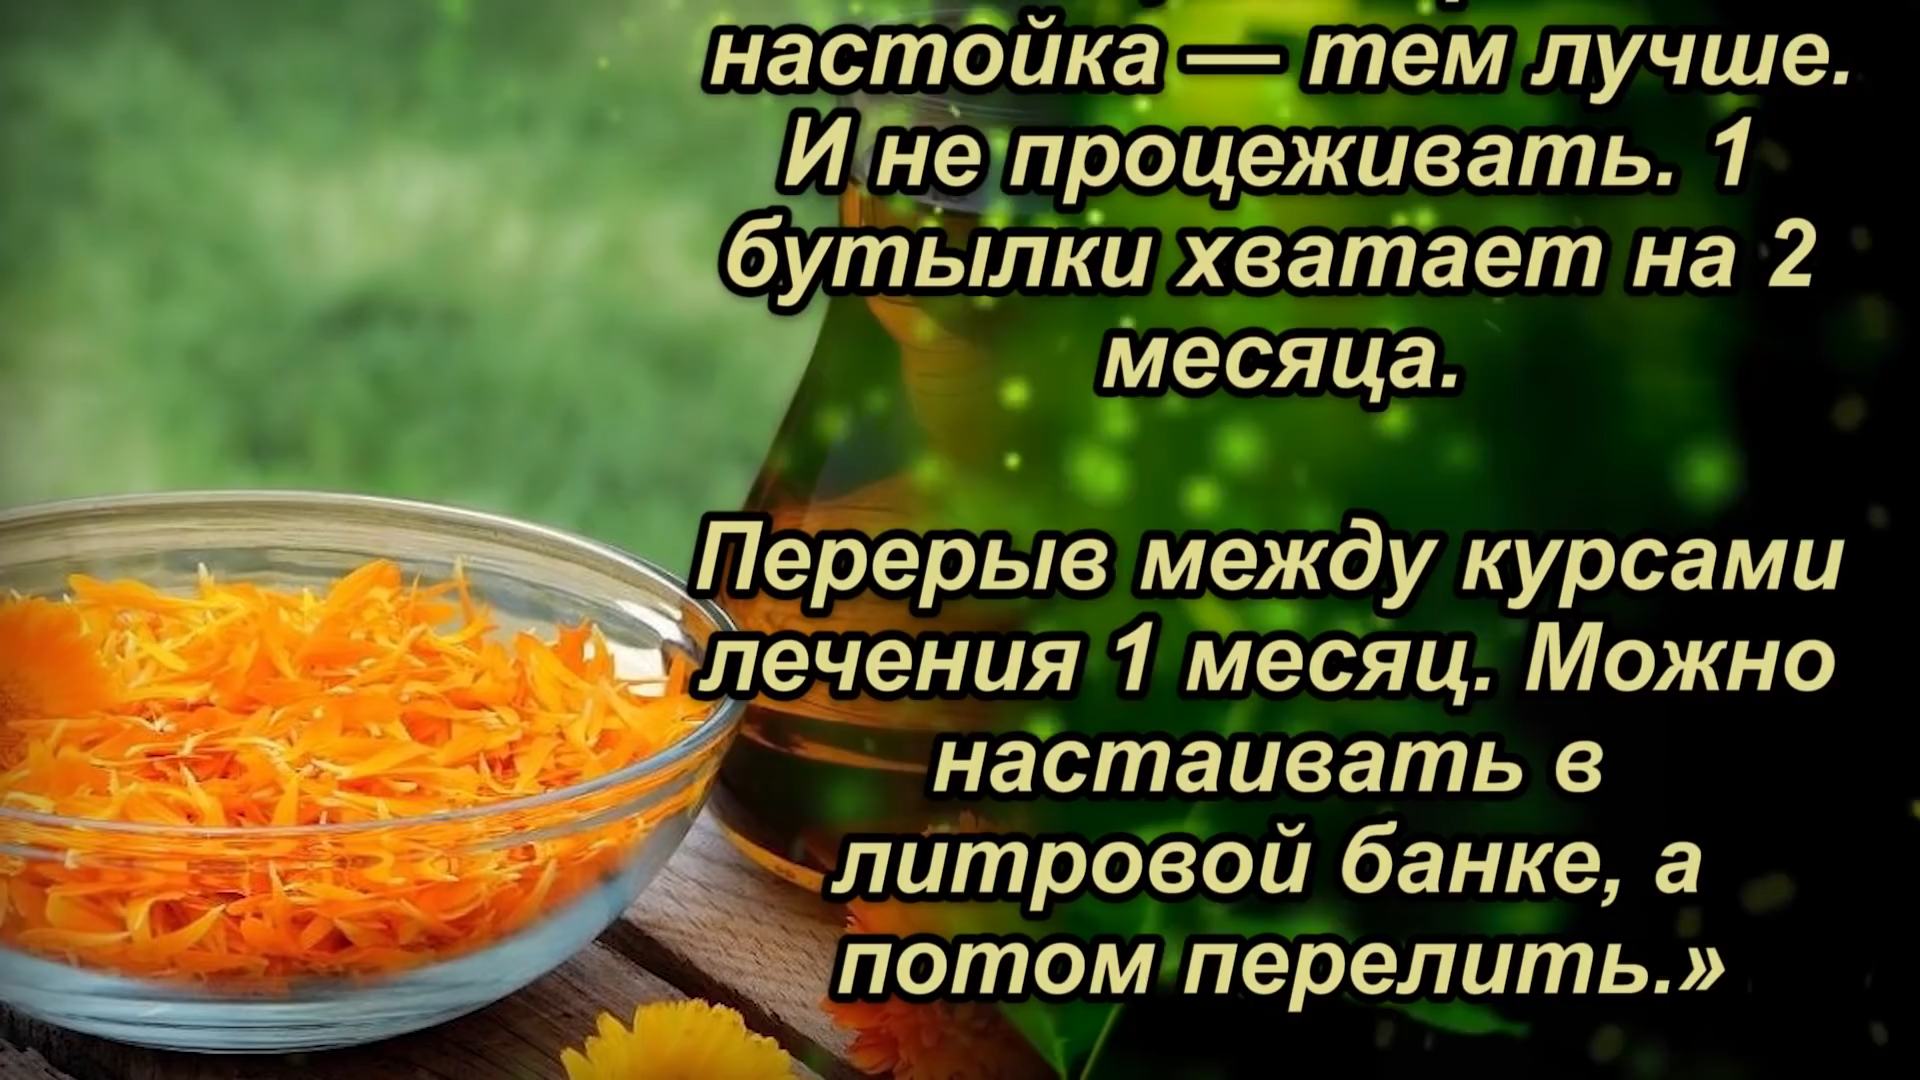 настойка — тем лучше.
И не процеживать. 1
бутылки хватает на 2
месяца.
Перерыв между курсами
лечения 1 месяц. Можно
настаивать в
литровой банке, а
потом перелить.»